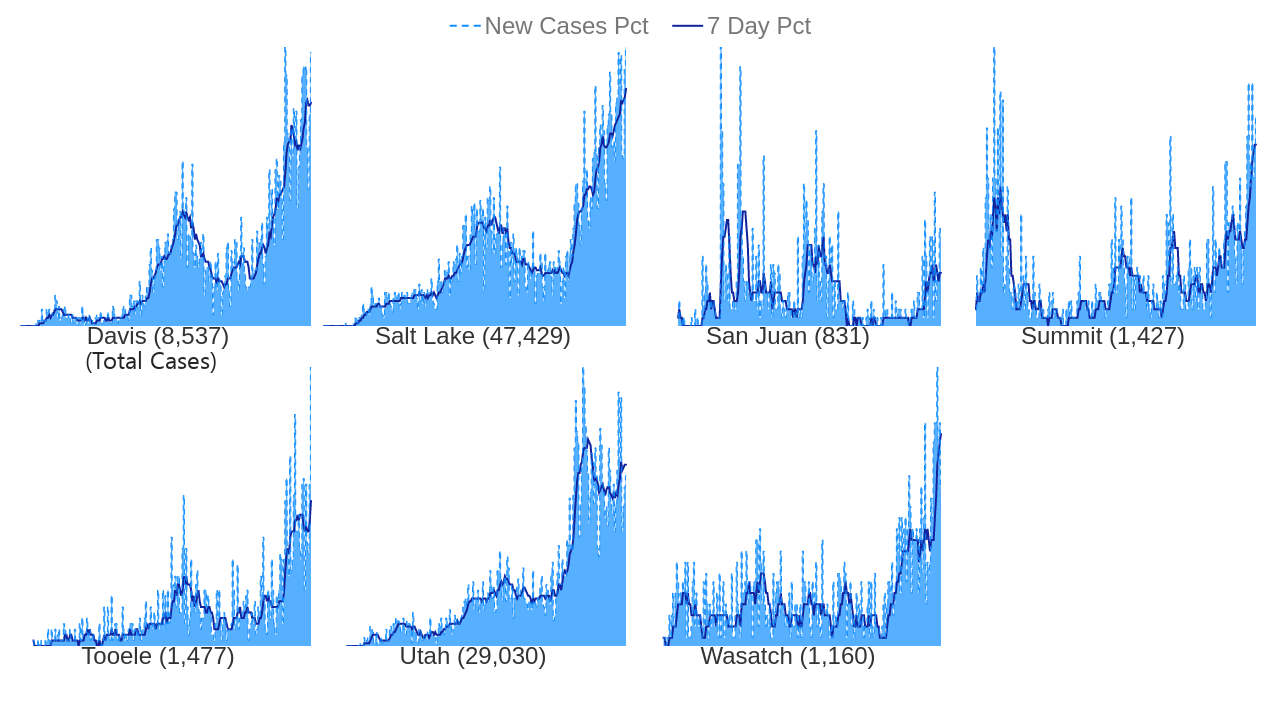 New Cases Pct 7 Day Pct
Davis (8,537) Salt Lake (47,429) San Juan (831) Summit (1,427)
(Total Cases)
Tooele (1,477) Utah (29,030) Wasatch (1,160)